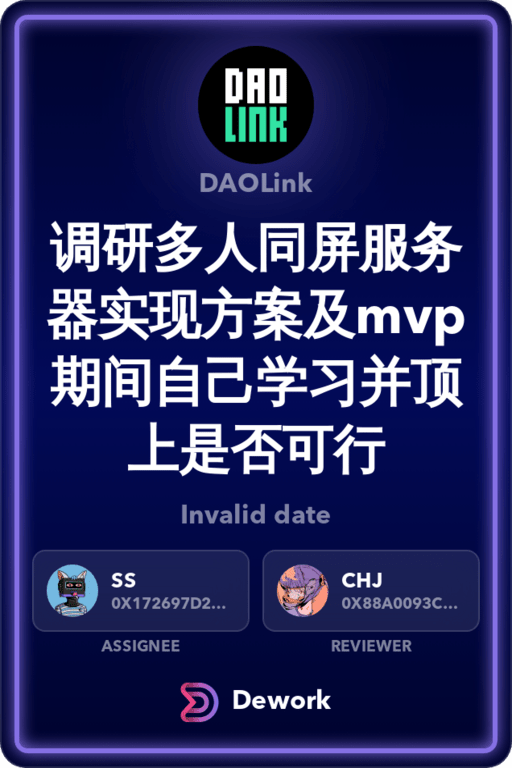 DAO
LINK
DAOLink
调研多人同屏服务
器实现方案及mvp
期间自己学习并顶
上是否可行
Invalid date
SS
0X172697D2...
ASSIGNEE
CHJ
0X88A0093C...
REVIEWER
Dework